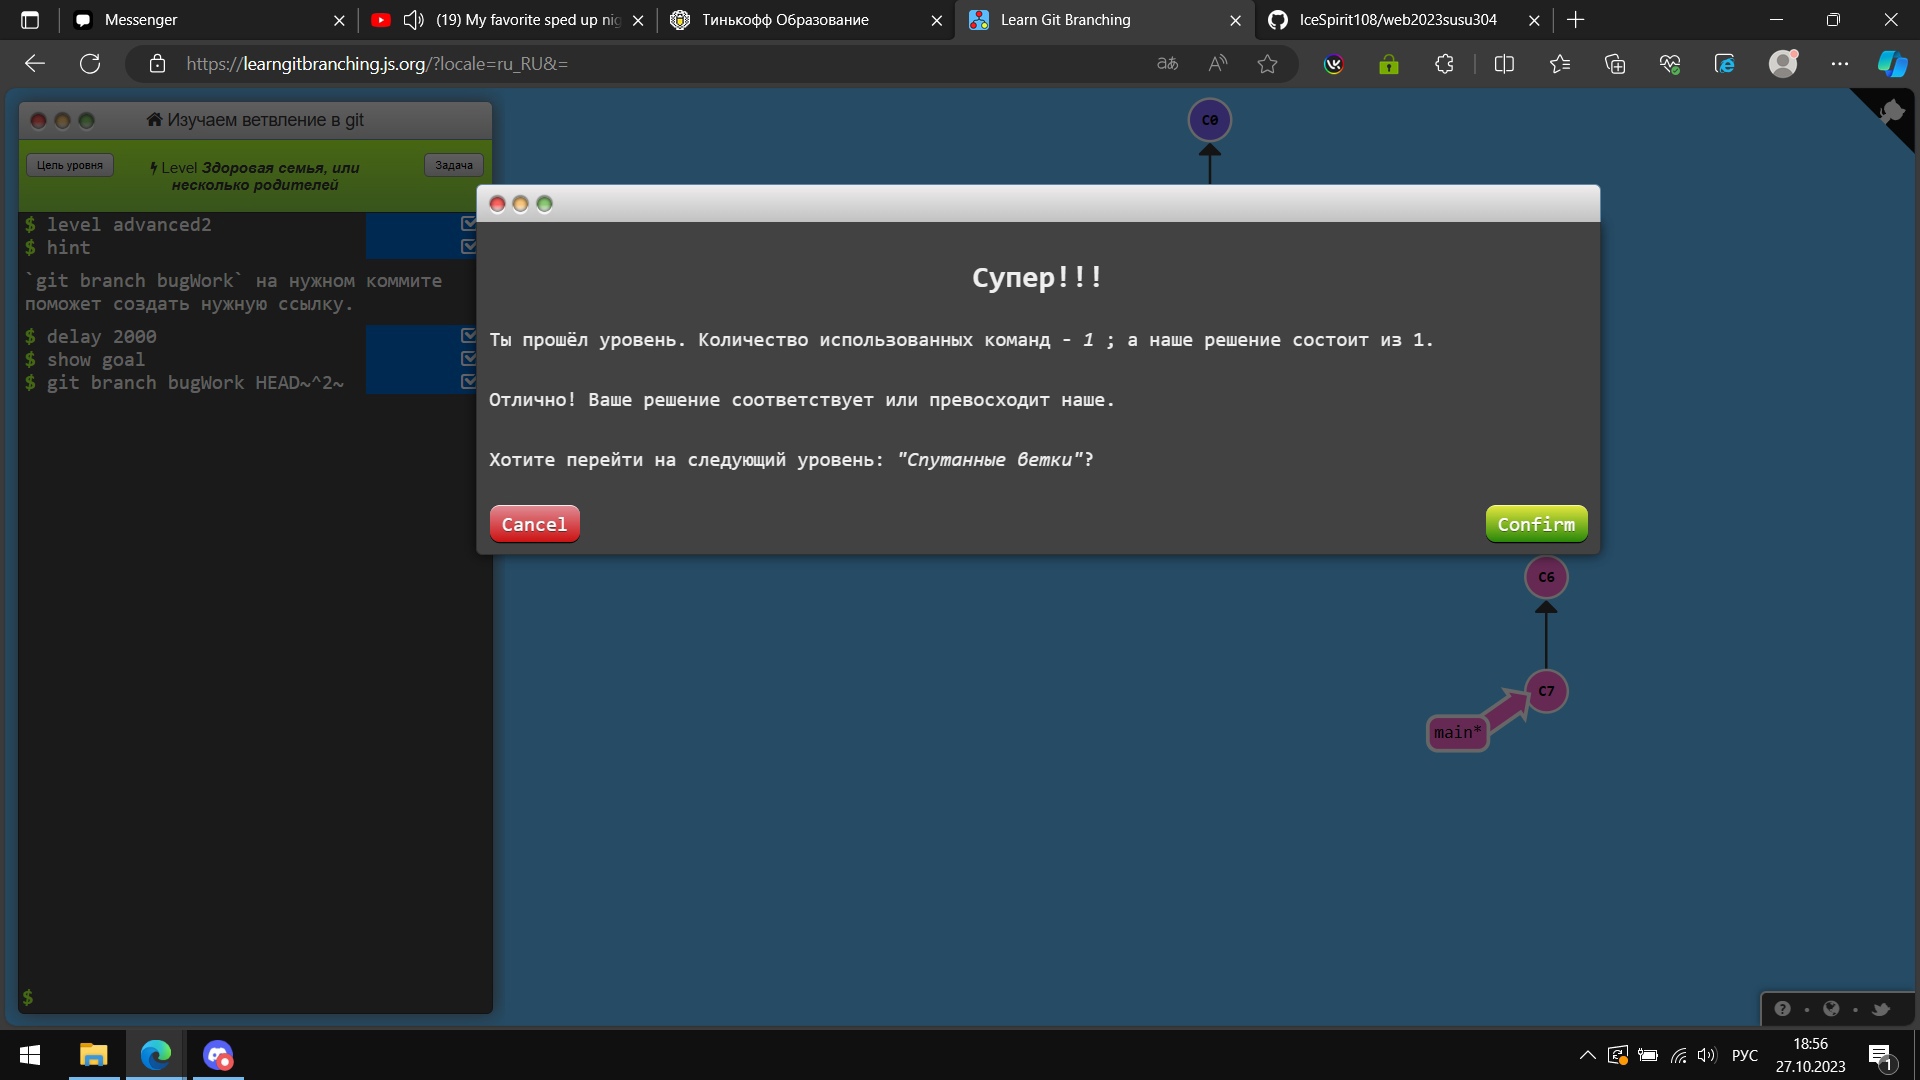 Messenger
(19) My favorite sped up nig
Тинькофф Образование
Learn Git Branching
IceSpirit108/web2023susu304
https://learngitbranching.js.org/?locale=ru_RU&=
Изучаем ветвление в git
Цель уровня
Level Здоровая семья, или
несколько родителей
Задача
$ level advanced2
$ hint
`git branch bugWork` на нужном коммите
поможет создать нужную ссылку.
$ delay 2000
$ show goal
$ git branch bugWork HEAD~^2~
$
C0
Супер!!!
Ты прошёл уровень. Количество использованных команд - 1 ; а наше решение состоит из 1.
Отлично! Ваше решение соответствует или превосходит наше.
Хотите перейти на следующий уровень: "Спутанные ветки"?
Cancel
Confirm
C6
C7
main*
РУС
18:56
27.10.2023
1